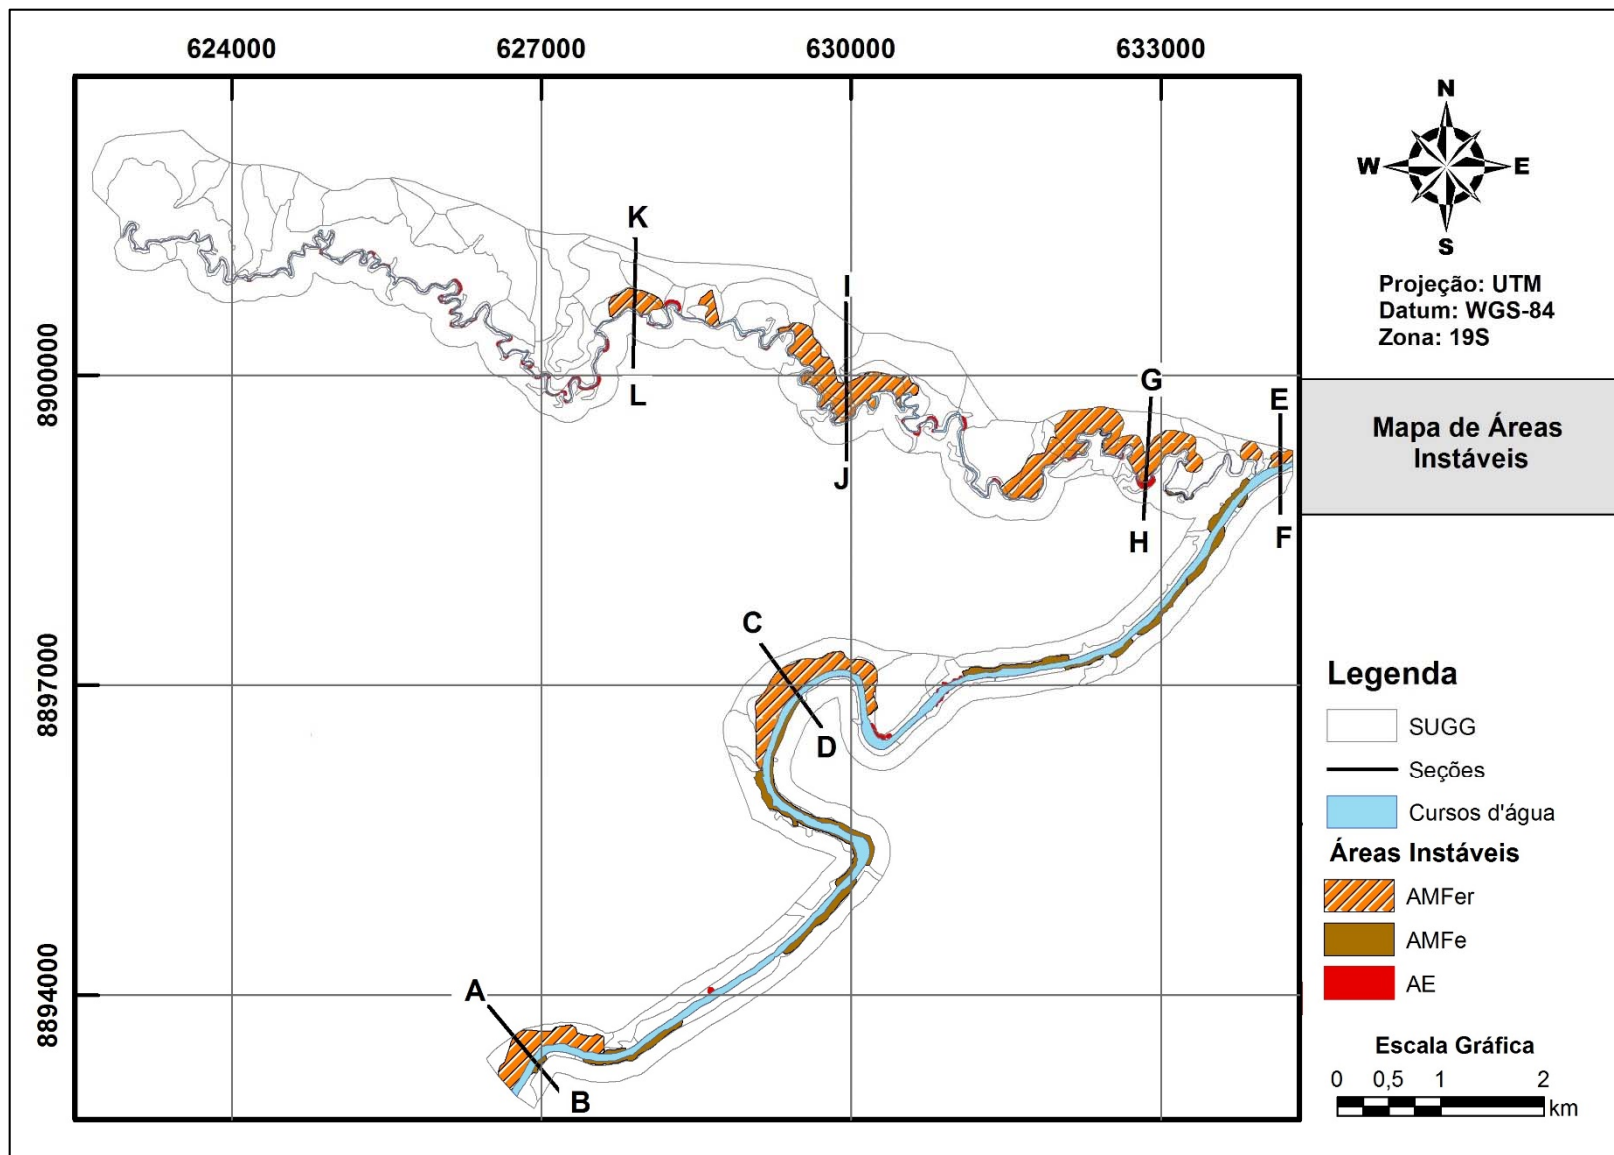 624000 627000 630000 633000
N
W E
S
Projeção: UTM
Datum: WGS-84
Zona: 19S
Mapa de Áreas
Instáveis
8900000
8897000
8894000
K
I
L
G
E
J
H
F
C
D
A
B
Legenda
SUGG
Seções
Cursos d'água
Áreas Instáveis
AMFer
AMFe
AE
Escala Gráfica
0 0,5 1 2
km